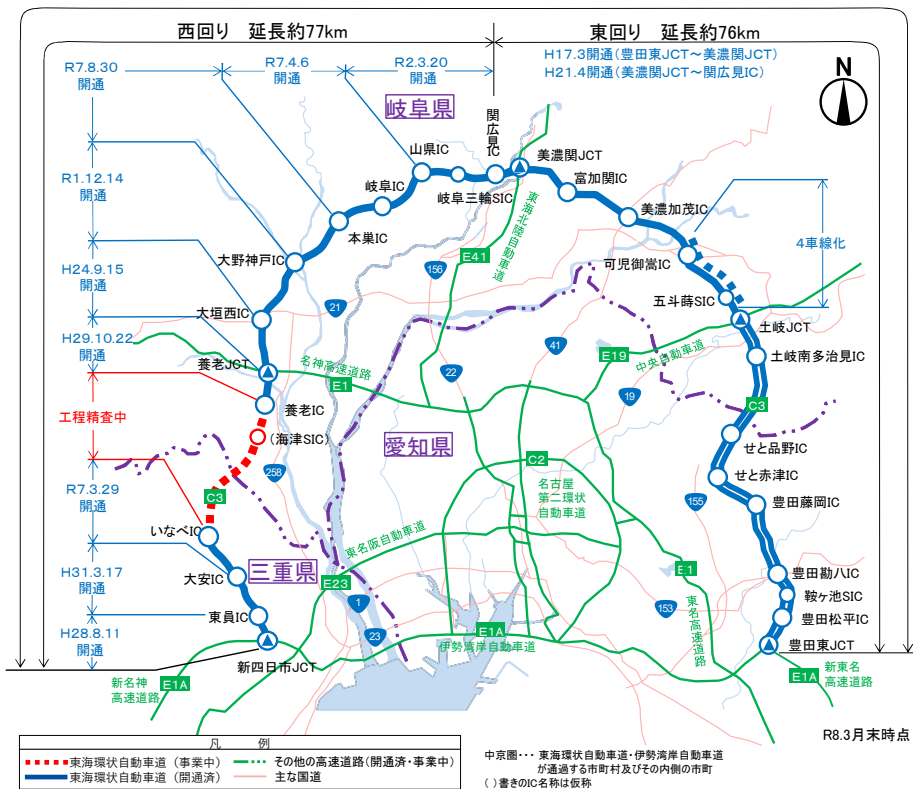 西回り 延長約77km
東回り 延長約76km
H17.3開通(豊田東JCT～美濃関JCT)
H21.4開通(美濃関JCT～関広見IC)
R7.8.30
開通
R7.4.6
開通
R2.3.20
開通
N
岐阜県
関広見IC
山県IC
美濃関JCT
岐阜IC
岐阜三輪SIC
富加関IC
R1.12.14
開通
本巣IC
東海北陸自動車道
美濃加茂IC
4車線化
大野神戸IC
E41
156
可児御嵩IC
H24.9.15
開通
五斗蒔SIC
大垣西IC
21
土岐JCT
H29.10.22
開通
41
E19
中央自動車道
土岐南多治見IC
養老JCT
名神高速道路
E1
22
19
養老IC
C3
工程精査中
(海津SIC)
愛知県
せと品野IC
258
C2
せと赤津IC
R7.3.29
開通
C3
名古屋
第二環状
自動車道
155
豊田藤岡IC
いなべIC
東名阪自動車道
H31.3.17
開通
大安IC
三重県
E23
E1
豊田勘八IC
鞍ヶ池SIC
東員IC
1
153
東名高速道路
豊田松平IC
H28.8.11
開通
23
E1A
伊勢湾岸自動車道
豊田東JCT
新四日市JCT
新名神
高速道路
E1A
E1A
新東名
高速道路
R8.3月末時点
凡 例
東海環状自動車道 (事業中)
その他の高速道路(開通済・事業中)
東海環状自動車道 (開通済)
主な国道
中京圏･･･ 東海環状自動車道・伊勢湾岸自動車道
が通過する市町村及びその内側の市町
( )書きのIC名称は仮称